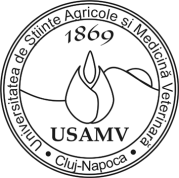 Universitatea de Științe Agricole și Medicină Veterinară
1869
USAMV
• Cluj-Napoca •